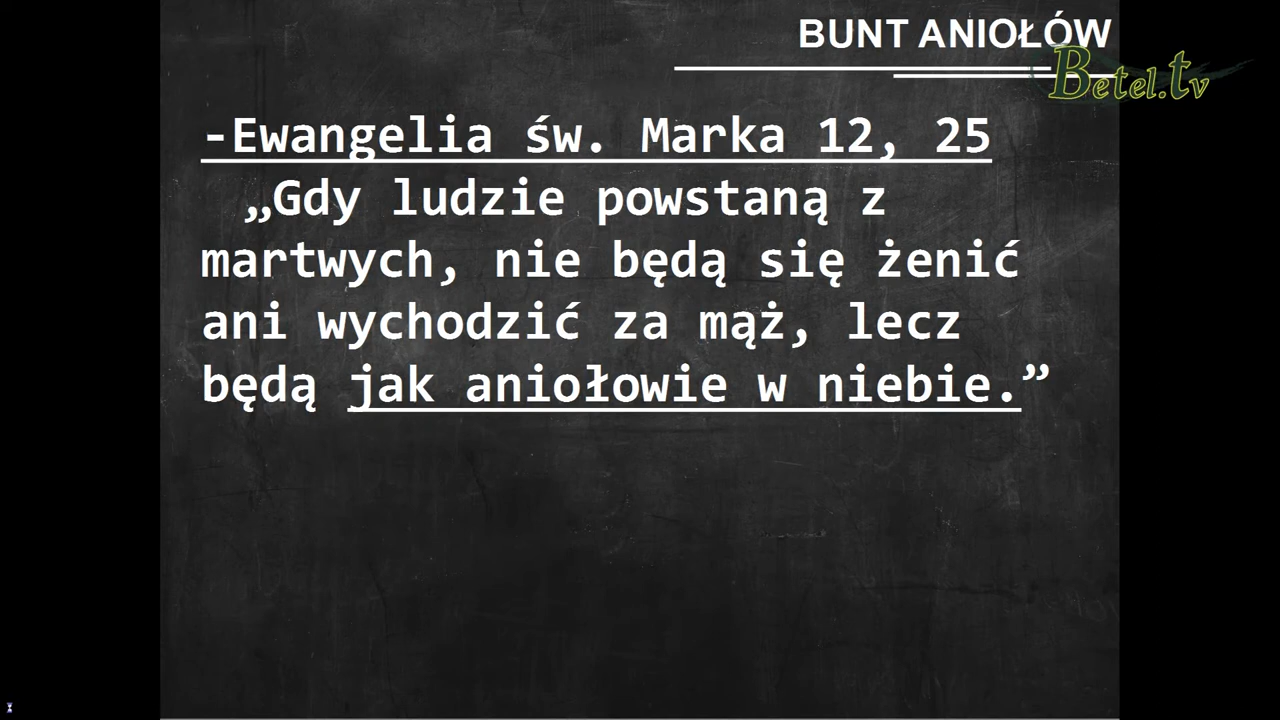 BUNT ANIOŁÓW
Betel.tv
-Ewangelia św. Marka 12, 25
„Gdy ludzie powstaną z
martwych, nie będą się żenić
ani wychodzić za mąż, lecz
będą jak aniołowie w niebie.”